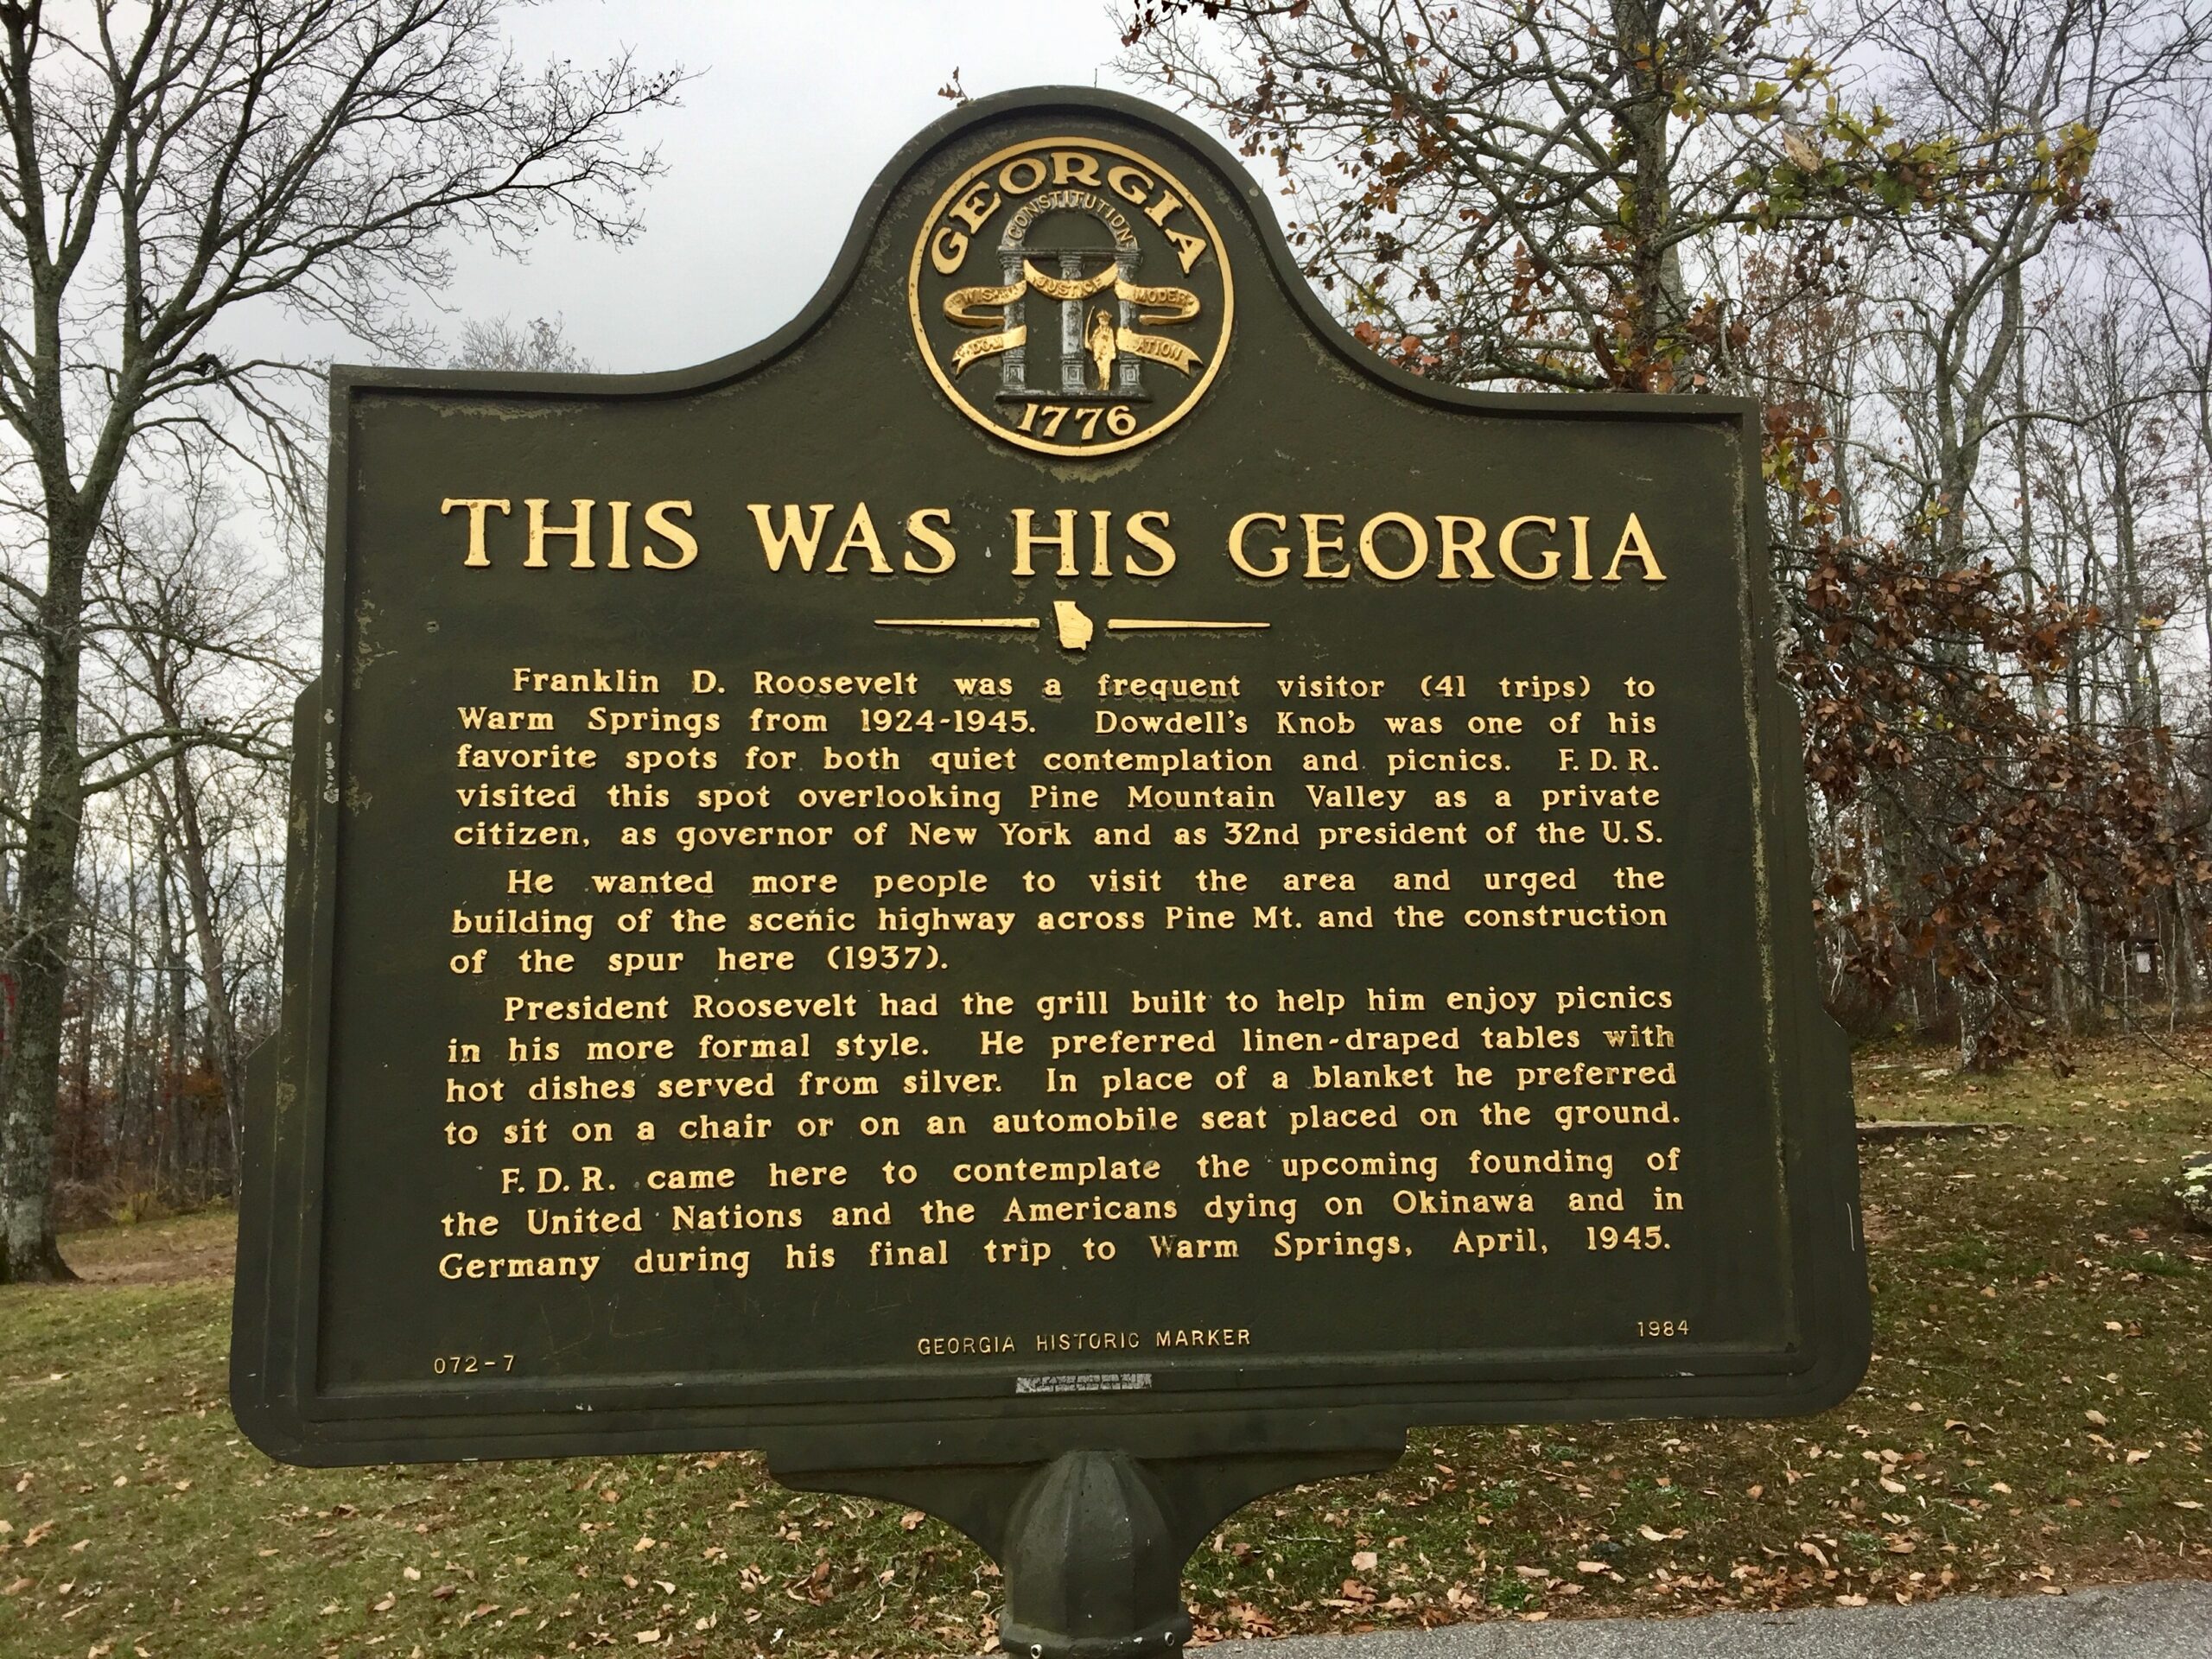 GEORGIA
CONSTITUTION
WISDOM JUSTICE MODERATION
1776
THIS WAS HIS GEORGIA
Franklin D. Roosevelt was a frequent visitor (41 trips) to
Warm Springs from 1924-1945. Dowdell's Knob was one of his
favorite spots for both quiet contemplation and picnics. F. D. R.
visited this spot overlooking Pine Mountain Valley as a private
citizen, as governor of New York and as 32nd president of the U. S.
He wanted more people to visit the area and urged the
building of the scenic highway across Pine Mt. and the construction
of the spur here (1937).
President Roosevelt had the grill built to help him enjoy picnics
in his more formal style. He preferred linen-draped tables with
hot dishes served from silver. In place of a blanket he preferred
to sit on a chair or on an automobile seat placed on the ground.
F. D. R. came here to contemplate the upcoming founding of
the United Nations and the Americans dying on Okinawa and in
Germany during his final trip to Warm Springs, April, 1945.
072-7 GEORGIA HISTORIC MARKER 1984